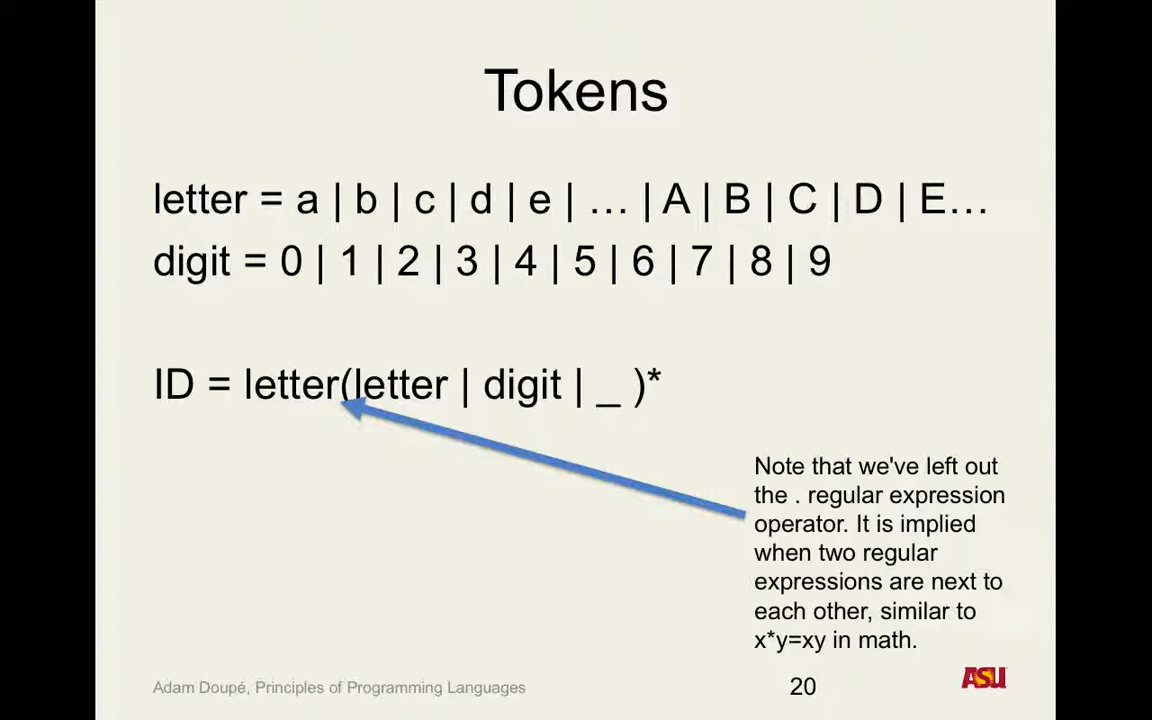 Tokens
letter = a | b | c | d | e | … | A | B | C | D | E…
digit = 0 | 1 | 2 | 3 | 4 | 5 | 6 | 7 | 8 | 9
ID = letter(letter | digit | _ )*
Note that we've left out
the . regular expression
operator. It is implied
when two regular
expressions are next to
each other, similar to
x*y=xy in math.
Adam Doupé, Principles of Programming Languages
20
ASU